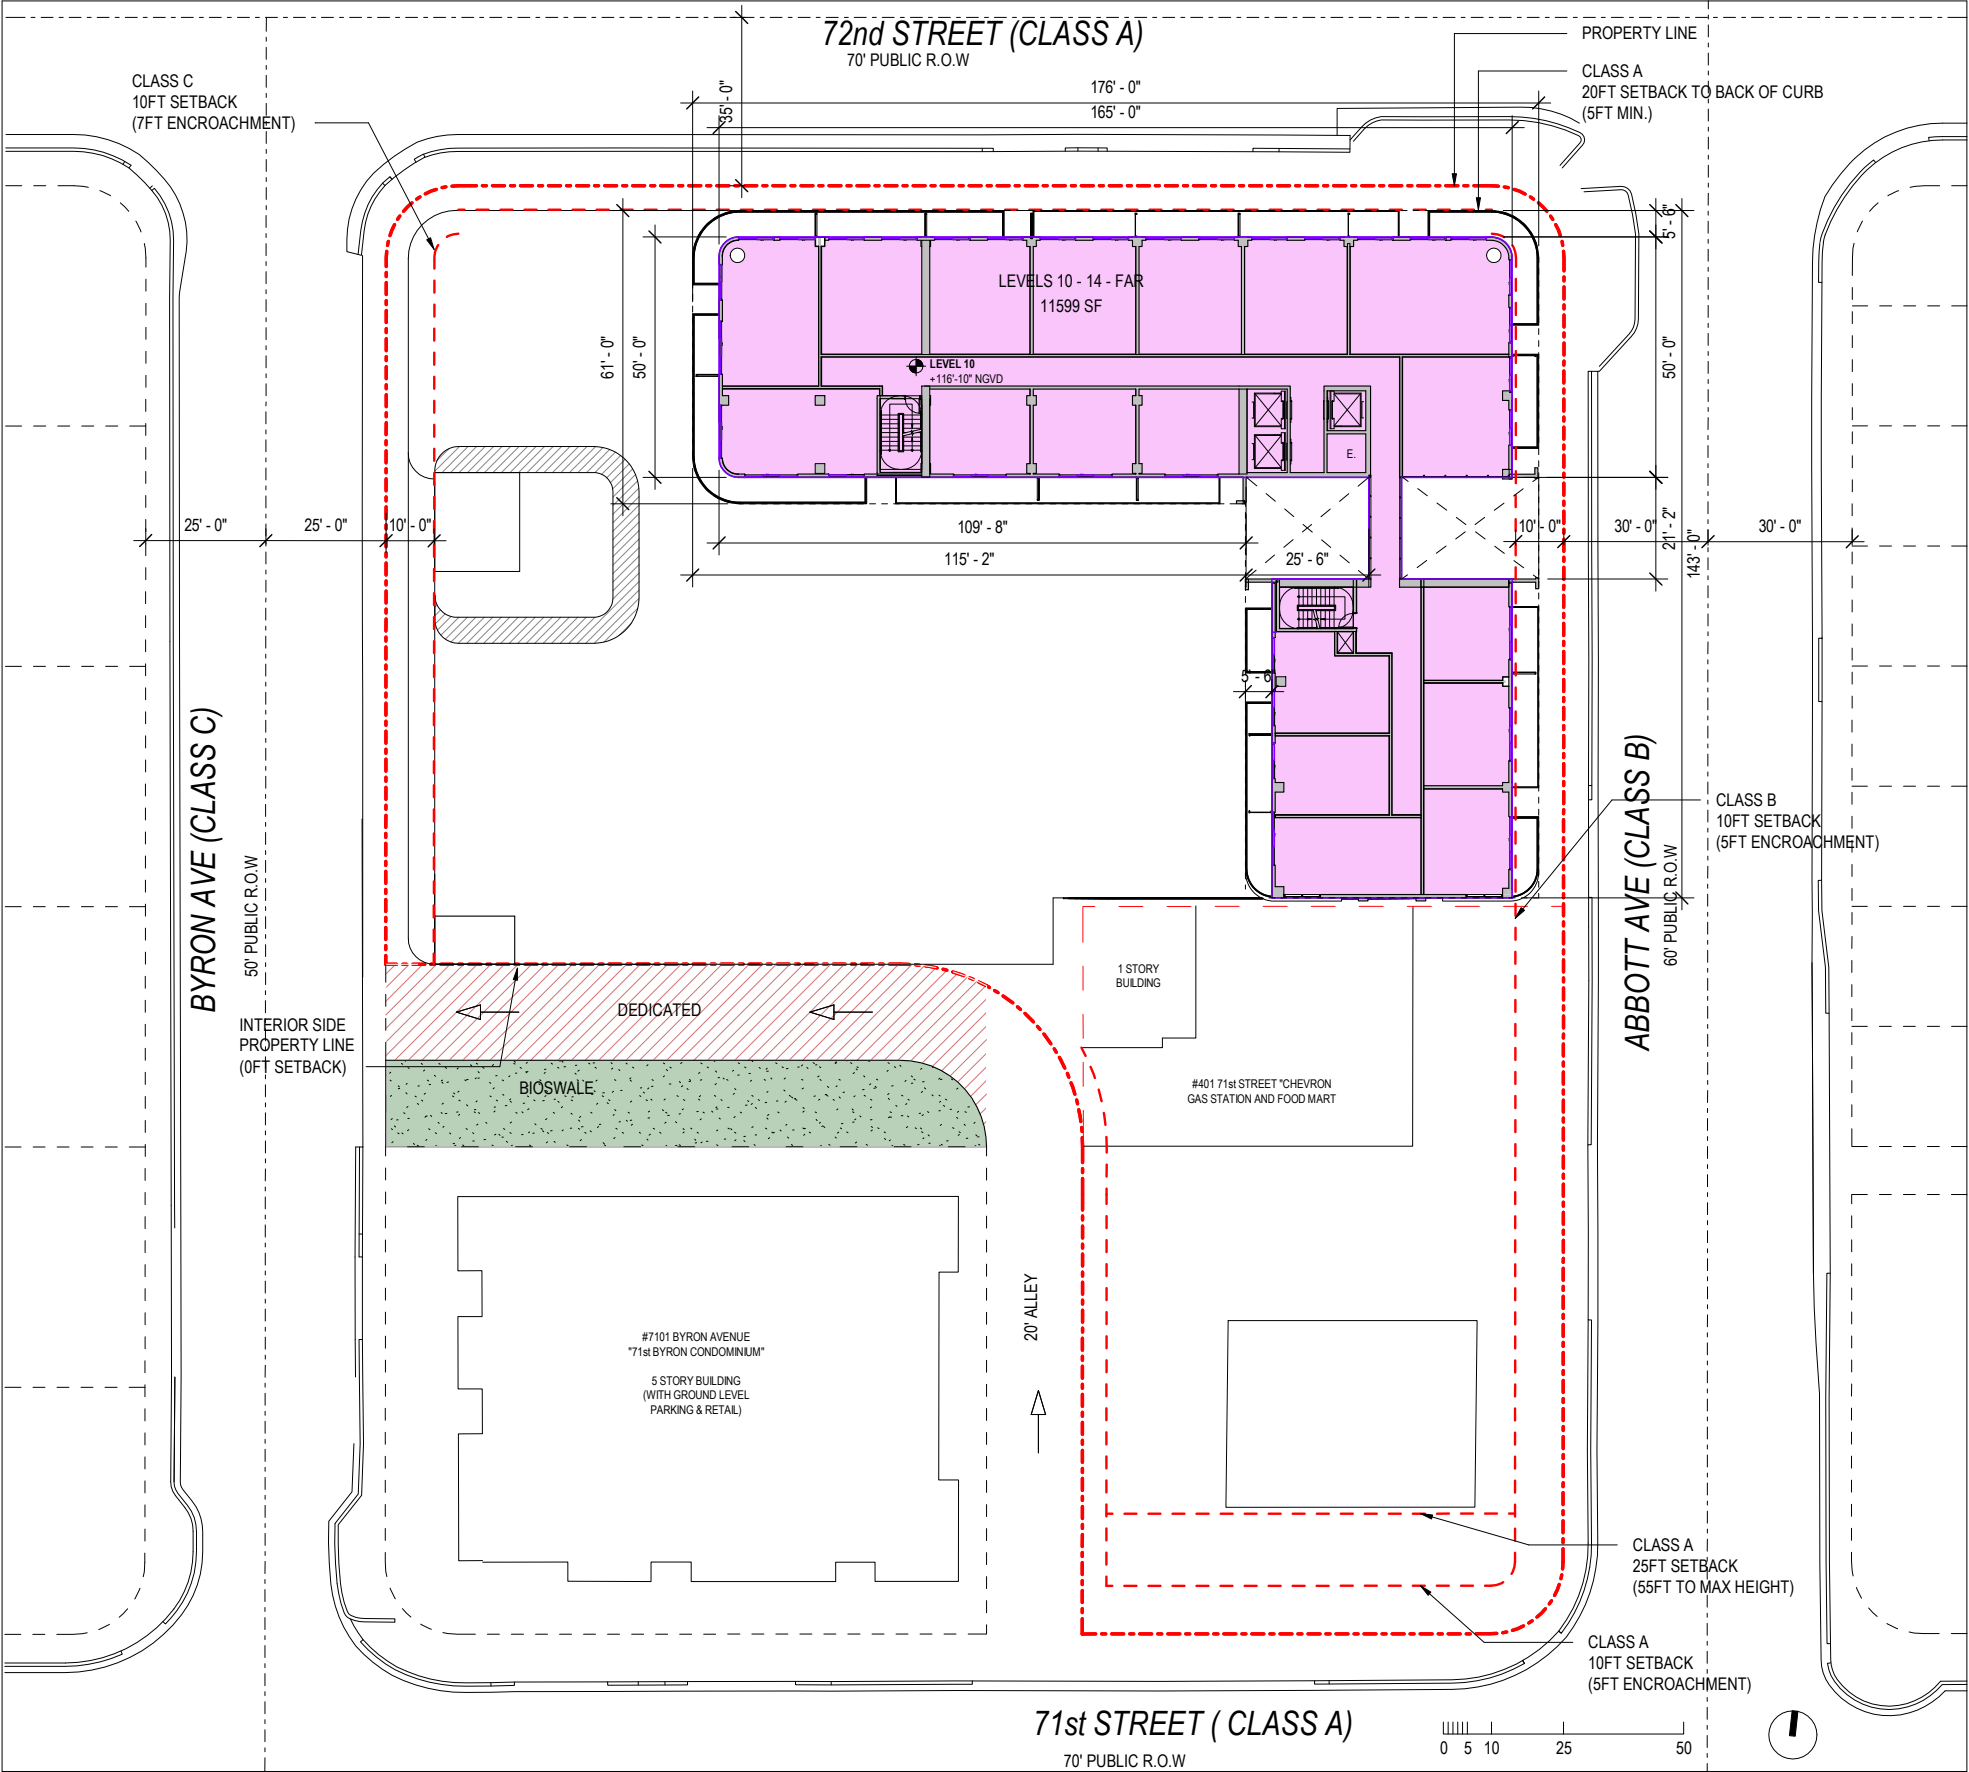 72nd STREET (CLASS A)
70' PUBLIC R.O.W
PROPERTY LINE
CLASS A
20FT SETBACK TO BACK OF CURB
(5FT MIN.)
CLASS C
10FT SETBACK
(7FT ENCROACHMENT)
176' - 0"
165' - 0"
35' - 0"
5' - 6"
LEVELS 10 - 14 - FAR
11599 SF
61' - 0"
50' - 0"
50' - 0"
LEVEL 10
+116'-10" NGVD
E.
25' - 0"
25' - 0"
10' - 0"
109' - 8"
115' - 2"
25' - 6"
10' - 0"
30' - 0"
21' - 2"
143' - 0"
30' - 0"
5' - 6
BYRON AVE (CLASS C)
50' PUBLIC R.O.W
ABBOTT AVE (CLASS B)
60' PUBLIC R.O.W
CLASS B
10FT SETBACK
(5FT ENCROACHMENT)
1 STORY
BUILDING
DEDICATED
INTERIOR SIDE
PROPERTY LINE
(0FT SETBACK)
BIOSWALE
#401 71st STREET "CHEVRON
GAS STATION AND FOOD MART
20' ALLEY
#7101 BYRON AVENUE
"71st BYRON CONDOMINIUM"
5 STORY BUILDING
(WITH GROUND LEVEL
PARKING & RETAIL)
CLASS A
25FT SETBACK
(55FT TO MAX HEIGHT)
CLASS A
10FT SETBACK
(5FT ENCROACHMENT)
71st STREET ( CLASS A)
70' PUBLIC R.O.W
0 5 10 25 50